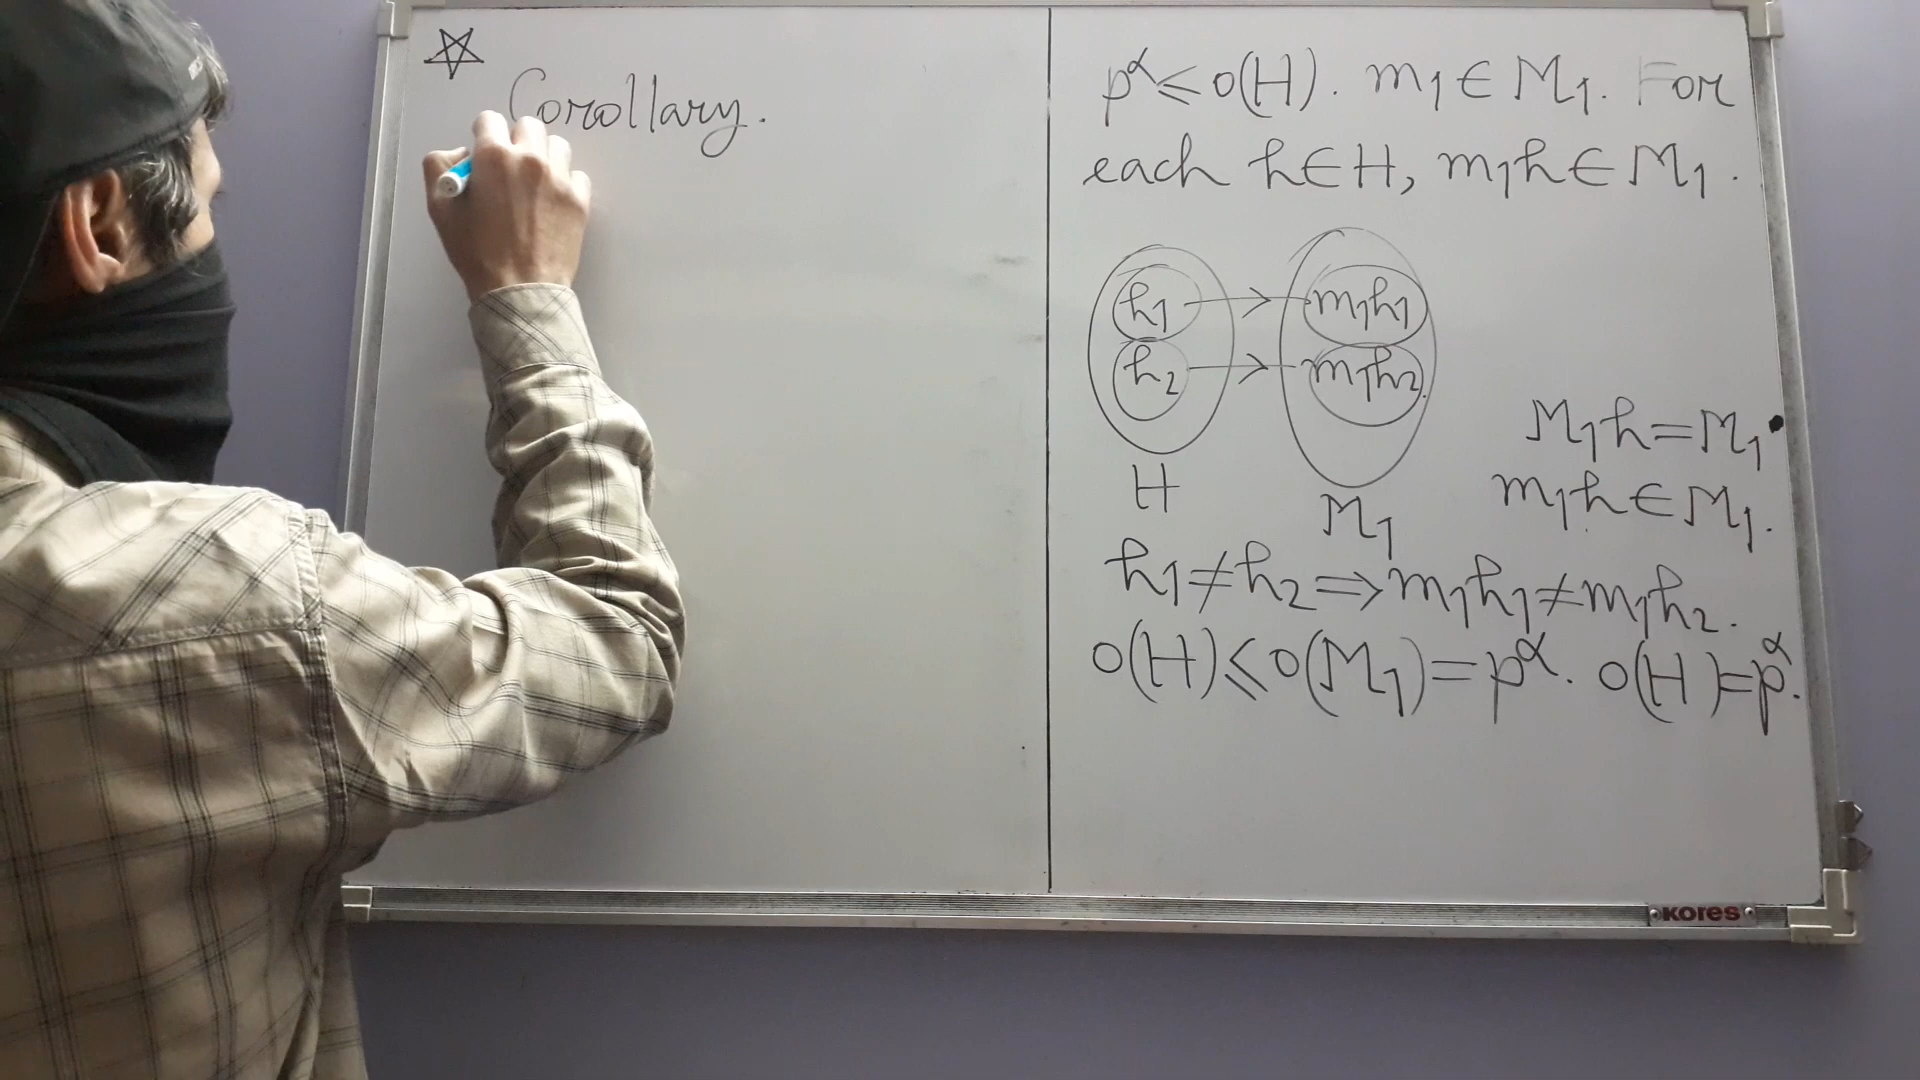 Corollary.
p^α ⩽ o(H). m₁ ∈ M₁. For
each h ∈ H, m₁h ∈ M₁.
h₁ → m₁h₁
h₂ → m₁h₂
M₁h = M₁
H
M₁
m₁h ∈ M₁.
h₁ ≠ h₂ ⇒ m₁h₁ ≠ m₁h₂.
o(H) ⩽ o(M₁) = p^α. o(H) = p^α.
KORES